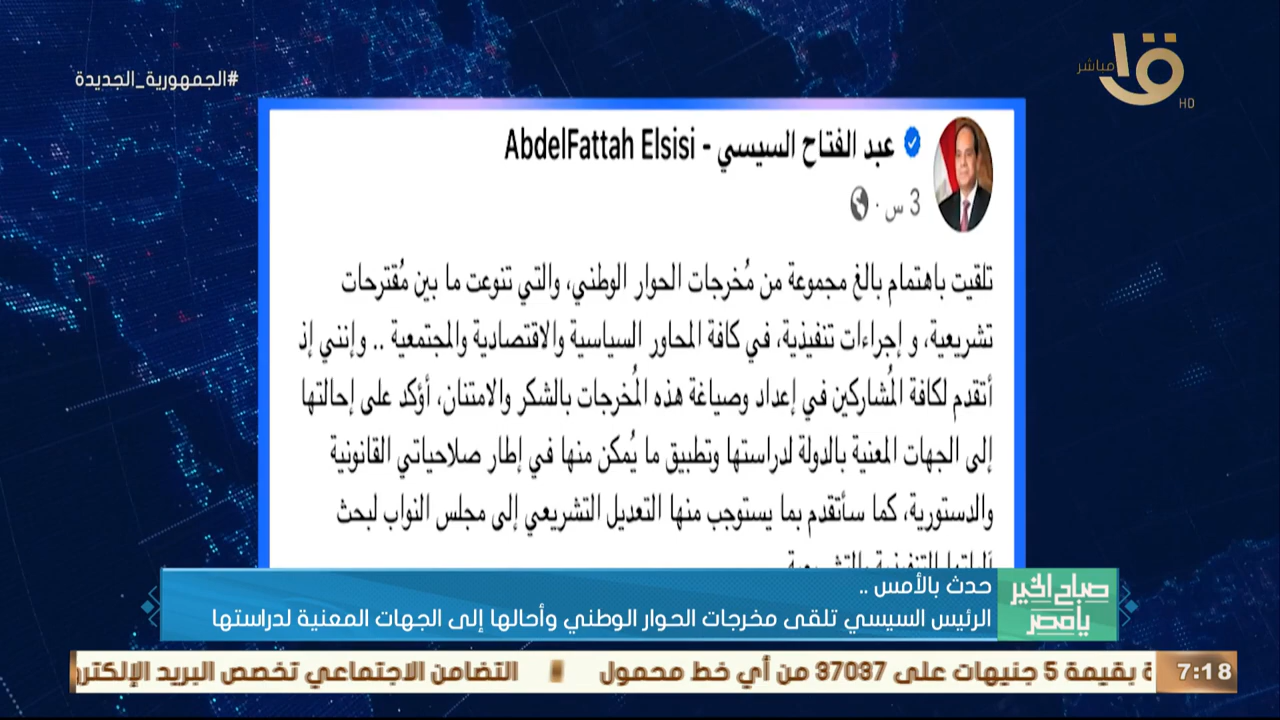 #الجمهورية_الجديدة
مباشر
HD
عبد الفتاح السيسي - AbdelFattah Elsisi
3 س ·
تلقيت باهتمام بالغ مجموعة من مُخرجات الحوار الوطني، والتي تنوعت ما بين مُقترحات
تشريعية، و إجراءات تنفيذية، في كافة المحاور السياسية والاقتصادية والمجتمعية .. وإنني إذ
أتقدم لكافة المُشاركين في إعداد وصياغة هذه المُخرجات بالشكر والامتنان، أؤكد على إحالتها
إلى الجهات المعنية بالدولة لدراستها وتطبيق ما يُمكن منها في إطار صلاحياتي القانونية
والدستورية، كما سأتقدم بما يستوجب منها التعديل التشريعي إلى مجلس النواب لبحث
صباح الخير
يا مصر
حدث بالأمس ..
الرئيس السيسي تلقى مخرجات الحوار الوطني وأحالها إلى الجهات المعنية لدراستها
7:18
ة بقيمة 5 جنيهات على 37037 من أي خط محمول
التضامن الاجتماعي تخصص البريد